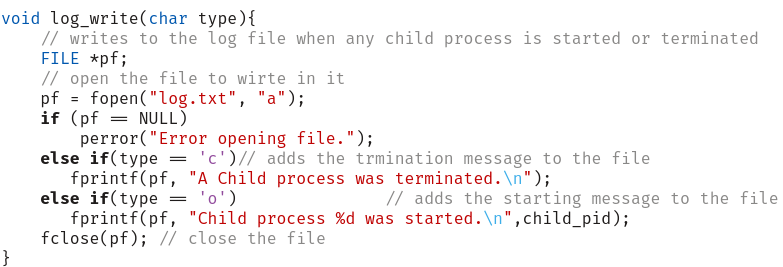 void log_write(char type){
    // writes to the log file when any child process is started or terminated
    FILE *pf;
    // open the file to wirte in it
    pf = fopen("log.txt", "a");
    if (pf == NULL)
        perror("Error opening file.");
    else if(type == 'c')// adds the trmination message to the file
       fprintf(pf, "A Child process was terminated.\n");
    else if(type == 'o')               // adds the starting message to the file
       fprintf(pf, "Child process %d was started.\n",child_pid);
    fclose(pf); // close the file
}